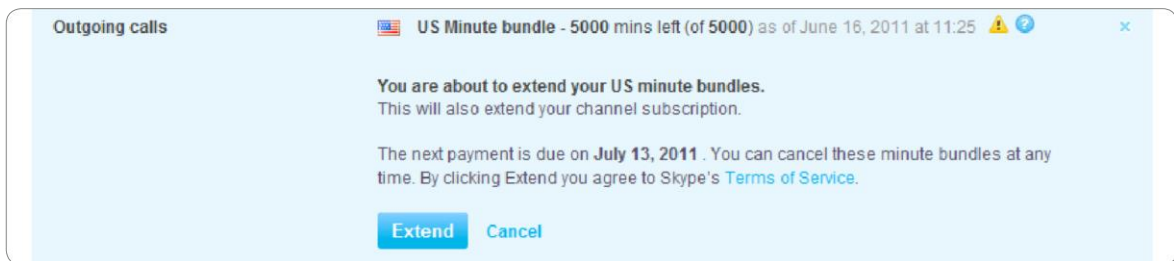 Outgoing calls
US Minute bundle - 5000 mins left (of 5000) as of June 16, 2011 at 11:25
You are about to extend your US minute bundles.
This will also extend your channel subscription.
The next payment is due on July 13, 2011 . You can cancel these minute bundles at any
time. By clicking Extend you agree to Skype's Terms of Service.
Extend Cancel